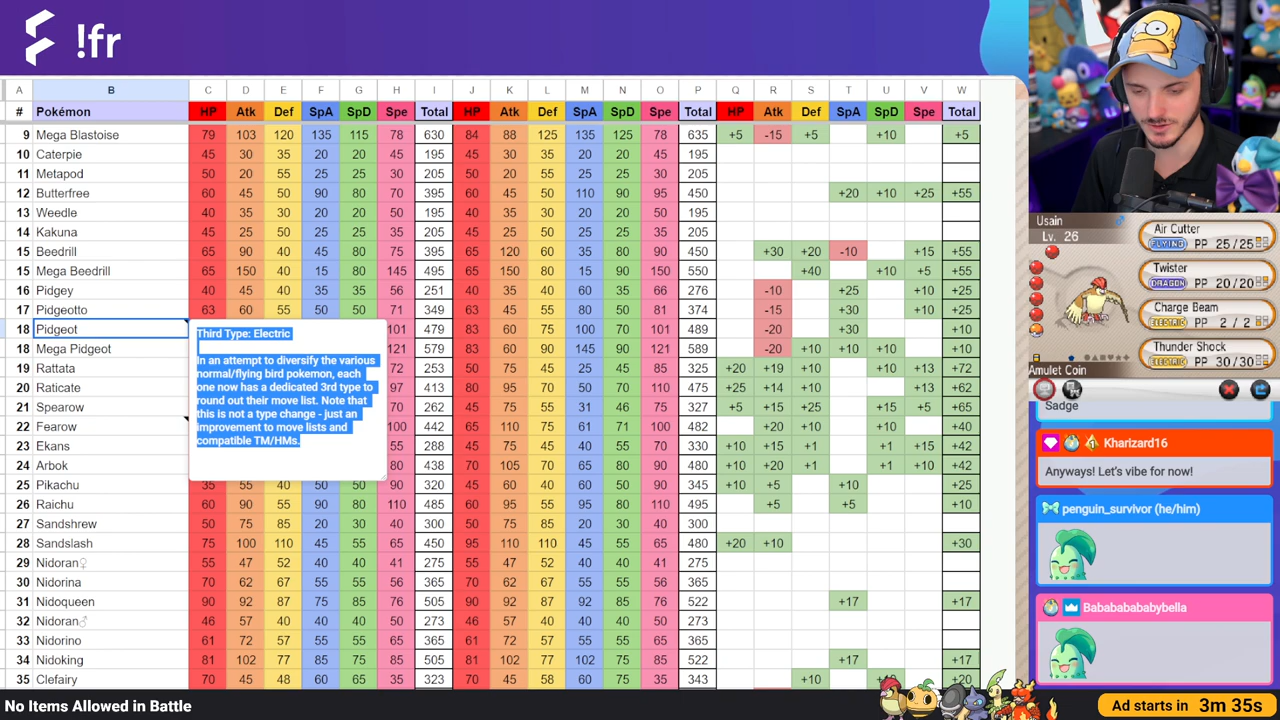 !fr
A B C D E F G H I J K L M N O P Q R S T U V W
# Pokémon HP Atk Def SpA SpD Spe Total HP Atk Def SpA SpD Spe Total HP Atk Def SpA SpD Spe Total
9 Mega Blastoise 79 103 120 135 115 78 630 84 88 125 135 125 78 635 +5 -15 +5 +10 +5
10 Caterpie 45 30 35 20 20 45 195 45 30 35 20 20 45 195
11 Metapod 50 20 55 25 25 30 205 50 20 55 25 25 30 205
12 Butterfree 60 45 50 90 80 70 395 60 45 50 110 90 95 450 +20 +10 +25 +55
13 Weedle 40 35 30 20 20 50 195 40 35 30 20 20 50 195
14 Kakuna 45 25 50 25 25 35 205 45 25 50 25 25 35 205
15 Beedrill 65 90 40 45 80 75 395 65 120 60 35 80 90 450 +30 +20 -10 +15 +55
15 Mega Beedrill 65 150 40 15 80 145 495 65 150 80 15 90 150 550 +40 +10 +5 +55
16 Pidgey 40 45 40 35 35 56 251 40 35 40 60 35 66 276 -10 +25 +10 +25
17 Pidgeotto 63 60 55 50 50 71 349 63 45 55 80 50 81 374 -15 +30 +10 +25
18 Pidgeot 101 479 83 60 75 100 70 101 489 -20 +30 +10
18 Mega Pidgeot 121 579 83 60 90 145 90 121 589 -20 +10 +10 +10 +10
19 Rattata 72 253 50 75 45 25 45 85 325 +20 +19 +10 +10 +13 +72
20 Raticate 97 413 80 95 70 50 70 110 475 +25 +14 +10 +13 +62
21 Spearow 70 262 45 75 55 31 46 75 327 +5 +15 +25 +15 +5 +65
22 Fearow 100 442 65 110 75 61 71 100 482 +20 +10 +10 +40
23 Ekans 55 288 45 75 45 40 55 70 330 +10 +15 +1 +1 +15 +42
24 Arbok 80 438 70 105 70 65 80 90 480 +10 +20 +1 +1 +10 +42
25 Pikachu 35 55 40 50 50 90 320 45 60 40 60 50 90 345 +10 +5 +10 +25
26 Raichu 60 90 55 90 80 110 485 60 95 55 95 80 110 495 +5 +5 +10
27 Sandshrew 50 75 85 20 30 40 300 50 75 85 20 30 40 300
28 Sandslash 75 100 110 45 55 65 450 95 110 110 45 55 65 480 +20 +10 +30
29 Nidoran♀ 55 47 52 40 40 41 275 55 47 52 40 40 41 275
30 Nidorina 70 62 67 55 55 56 365 70 62 67 55 55 56 365
31 Nidoqueen 90 92 87 75 85 76 505 90 92 87 92 85 76 522 +17 +17
32 Nidoran♂ 46 57 40 40 40 50 273 46 57 40 40 40 50 273
33 Nidorino 61 72 57 55 55 65 365 61 72 57 55 55 65 365
34 Nidoking 81 102 77 85 75 85 505 81 102 77 102 75 85 522 +17 +17
35 Clefairy 70 45 48 60 65 35 323 70 45 58 60 75 35 343 +10 +10 +20
Third Type: Electric
In an attempt to diversify the various
normal/flying bird pokemon, each
one now has a dedicated 3rd type to
round out their move list. Note that
this is not a type change - just an
improvement to move lists and
compatible TM/HMs.
Usain ♂
Lv. 26
Amulet Coin
Air Cutter
FLYING PP 25/25
Twister
DRAGON PP 20/20
Charge Beam
ELECTRIC PP 2/2
Thunder Shock
ELECTRIC PP 30/30
Sadge
Kharizard16
Anyways! Let's vibe for now!
penguin_survivor (he/him)
Babababababybella
No Items Allowed in Battle
Ad starts in 3m 35s